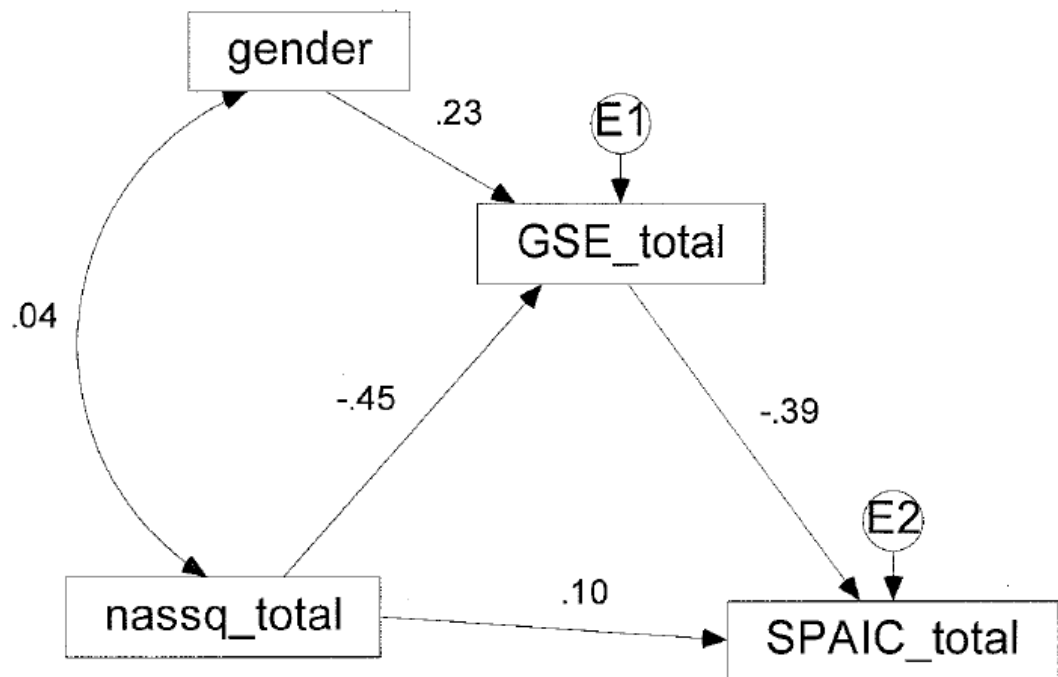 gender
.23
E1
GSE_total
.04
-.45
-.39
E2
nassq_total
.10
SPAIC_total